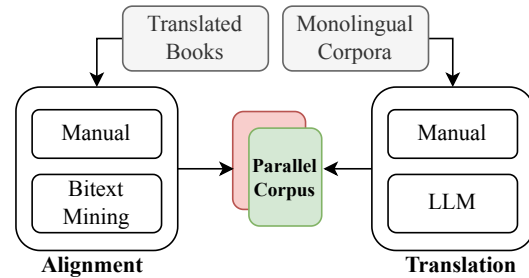 Translated
Books
Monolingual
Corpora
Manual
Bitext
Mining
Alignment
Parallel
Corpus
Manual
LLM
Translation